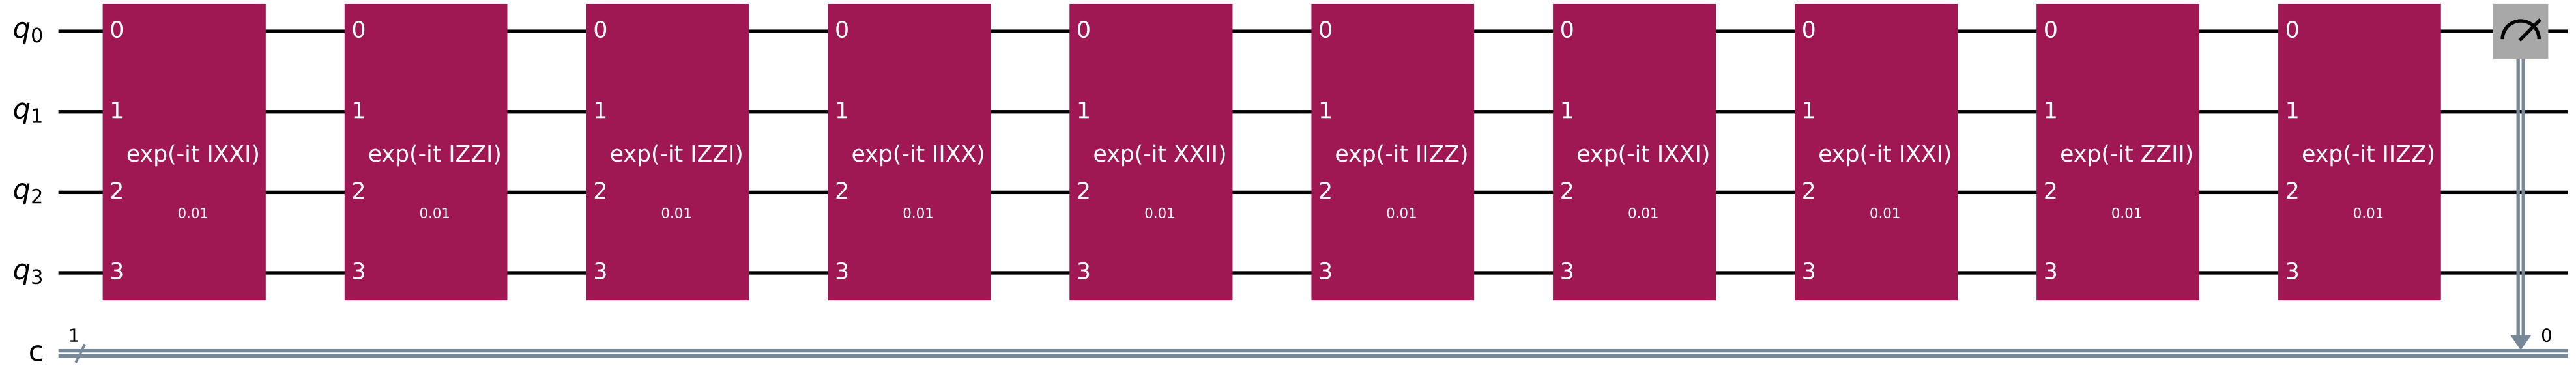 q0 0 0 0 0 0 0 0 0 0 0
q1 1 1 1 1 1 1 1 1 1 1
exp(-it IXXI) exp(-it IZZI) exp(-it IZZI) exp(-it IIXX) exp(-it XXII) exp(-it IIZZ) exp(-it IXXI) exp(-it IXXI) exp(-it ZZII) exp(-it IIZZ)
q2 2 2 2 2 2 2 2 2 2 2
0.01 0.01 0.01 0.01 0.01 0.01 0.01 0.01 0.01 0.01
q3 3 3 3 3 3 3 3 3 3 3
1 0
c